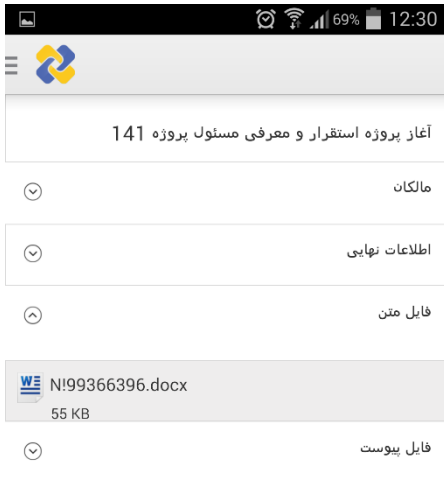 69% 12:30
آغاز پروژه استقرار و معرفی مسئول پروژه 141
مالکان
اطلاعات نهایی
فایل متن
N!99366396.docx
55 KB
فایل پیوست